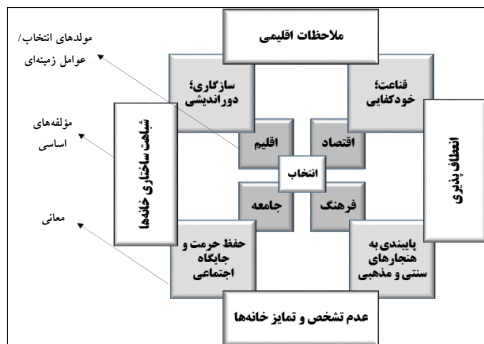 ملاحظات اقلیمی
مولدهای انتخاب/
عوامل زمینه‌ای
سازگاری؛
دوراندیشی
قناعت؛
خودکفایی
شباهت ساختاری خانه‌ها
مؤلفه‌های
اساسی
اقلیم
اقتصاد
انعطاف پذیری
انتخاب
جامعه
فرهنگ
معانی
حفظ حرمت و
جایگاه
اجتماعی
پایبندی به
هنجارهای
سنتی و مذهبی
عدم تشخص و تمایز خانه‌ها